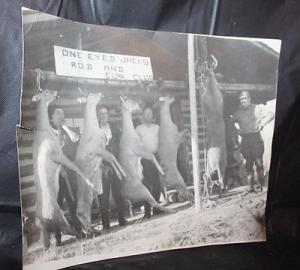 ONE EYED JACKS
ROD AND
GUN CLUB